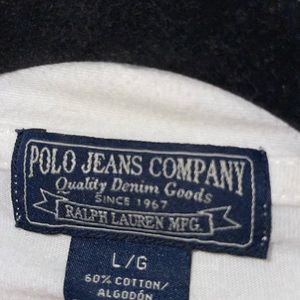 POLO JEANS COMPANY
Quality Denim Goods
SINCE 1967
RALPH LAUREN MFG.
L/G
60% COTTON/
ALGODÓN